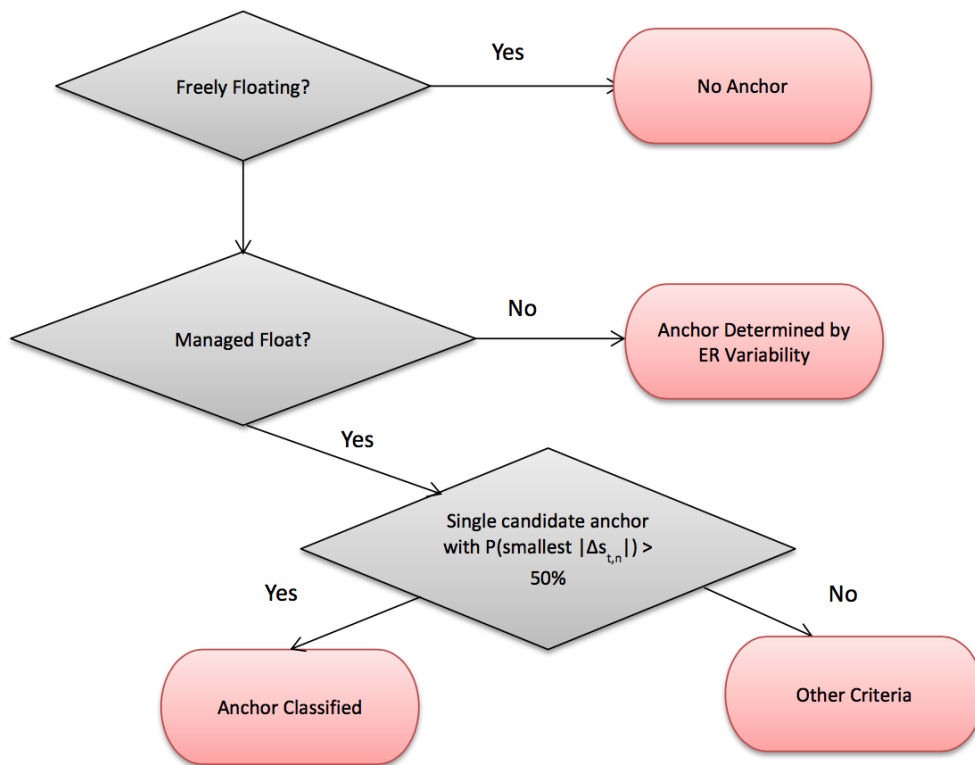 Freely Floating?
Yes
No Anchor
Managed Float?
No
Anchor Determined by
ER Variability
Yes
Single candidate anchor
with P(smallest |Δs_{t,n}|) >
50%
Yes
No
Anchor Classified
Other Criteria